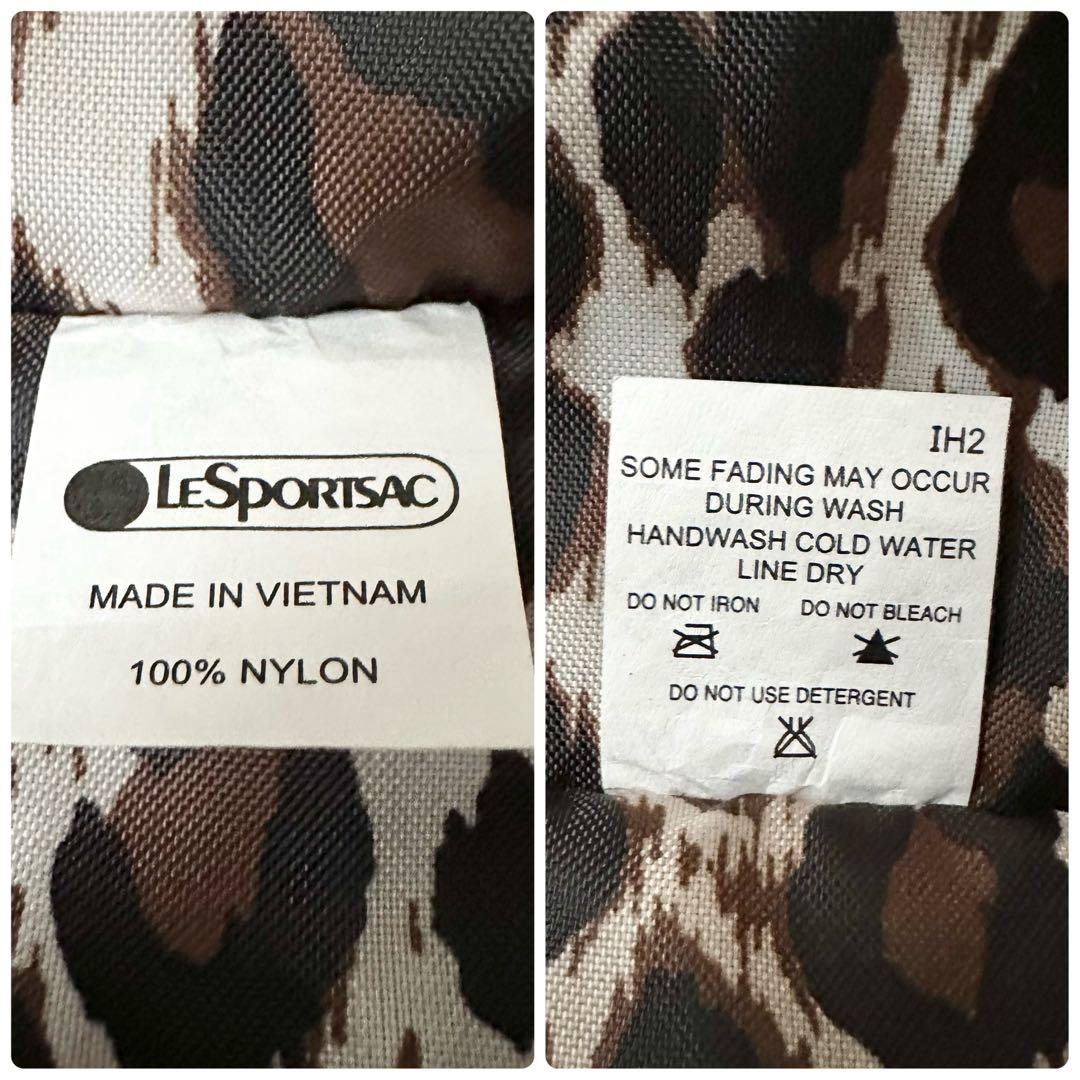 LESPORTSAC
MADE IN VIETNAM
100% NYLON
IH2
SOME FADING MAY OCCUR
DURING WASH
HANDWASH COLD WATER
LINE DRY
DO NOT IRON DO NOT BLEACH
DO NOT USE DETERGENT